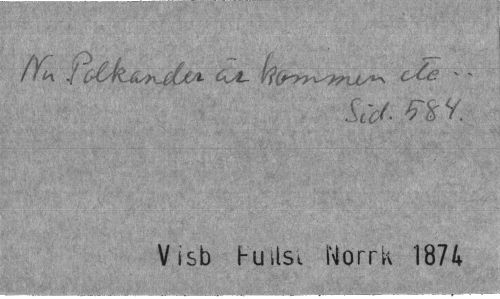 Nu Polkander är kommen etc ..
Sid. 584.
Visb Fullst Norrk 1874